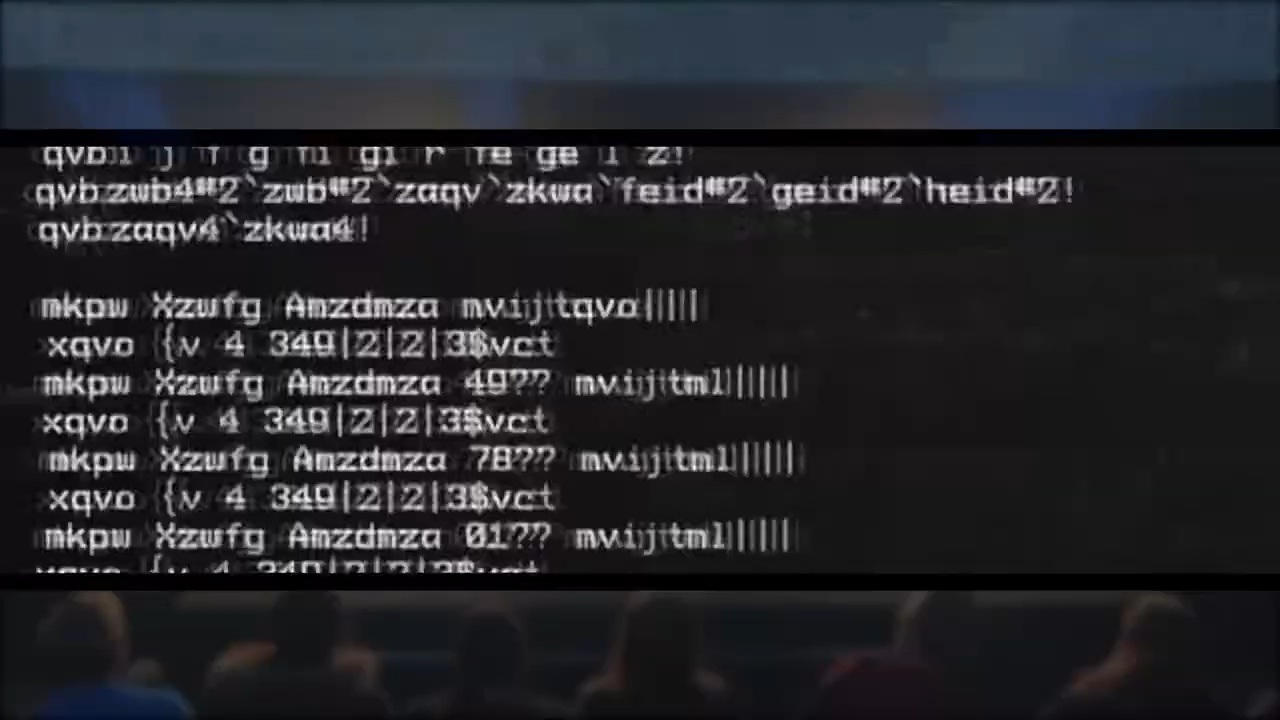 qvb:zwb4#2`zwb#2`zaqv`zkwa`feid#2`geid#2`heid#2!
qvb:zaqv4`zkwa4!
mkpw Xzwfg Amzdmza mvijtqvo|||||
xqvo {v 4 349|2|2|3$vct
mkpw Xzwfg Amzdmza 49?? mvijtml|||||
xqvo {v 4 349|2|2|3$vct
mkpw Xzwfg Amzdmza 78?? mvijtml|||||
xqvo {v 4 349|2|2|3$vct
mkpw Xzwfg Amzdmza 01?? mvijtml|||||